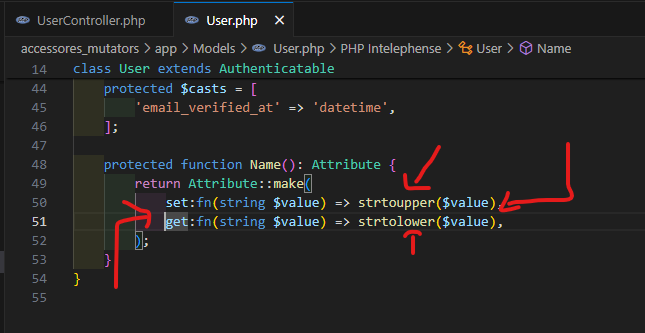 UserController.php
User.php
accessores_mutators > app > Models > User.php > PHP Intelephense > User > Name
14 class User extends Authenticatable
44 protected $casts = [
45 'email_verified_at' => 'datetime',
46 ];
47
48 protected function Name(): Attribute {
49 return Attribute::make(
50 set:fn(string $value) => strtoupper($value),
51 get:fn(string $value) => strtolower($value),
52 );
53 }
54 }
55